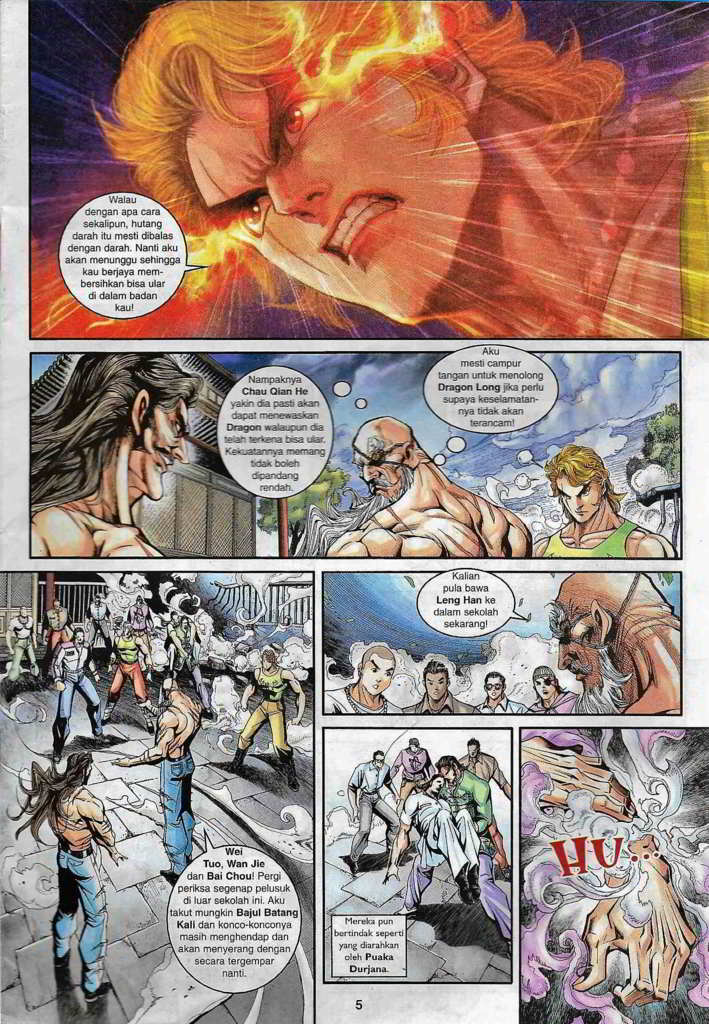 Walau
dengan apa cara
sekalipun, hutang
darah itu mesti dibalas
dengan darah. Nanti aku
akan menunggu sehingga
kau berjaya mem-
bersihkan bisa ular
di dalam badan
kau!
Nampaknya
Chau Qian He
yakin dia pasti akan
dapat menewaskan
Dragon walaupun dia
telah terkena bisa ular.
Kekuatannya memang
tidak boleh
dipandang
rendah.
Aku
mesti campur
tangan untuk menolong
Dragon Long jika perlu
supaya keselamatan-
nya tidak akan
terancam!
Wei
Tuo, Wan Jie
dan Bai Chou! Pergi
periksa segenap pelusuk
di luar sekolah ini. Aku
takut mungkin Bajul Batang
Kali dan konco-konconya
masih menghendap dan
akan menyerang dengan
secara tergempar
nanti.
Kalian
pula bawa
Leng Han ke
dalam sekolah
sekarang!
Mereka pun
bertindak seperti
yang diarahkan
oleh Puaka
Durjana.
HU...
5